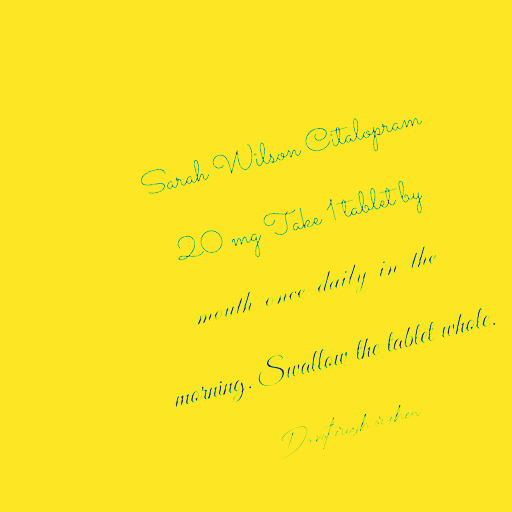 Sarah Wilson Citalopram
20 mg Take 1 tablet by
mouth once daily in the
morning. Swallow the tablet whole.
Do not crush or chew